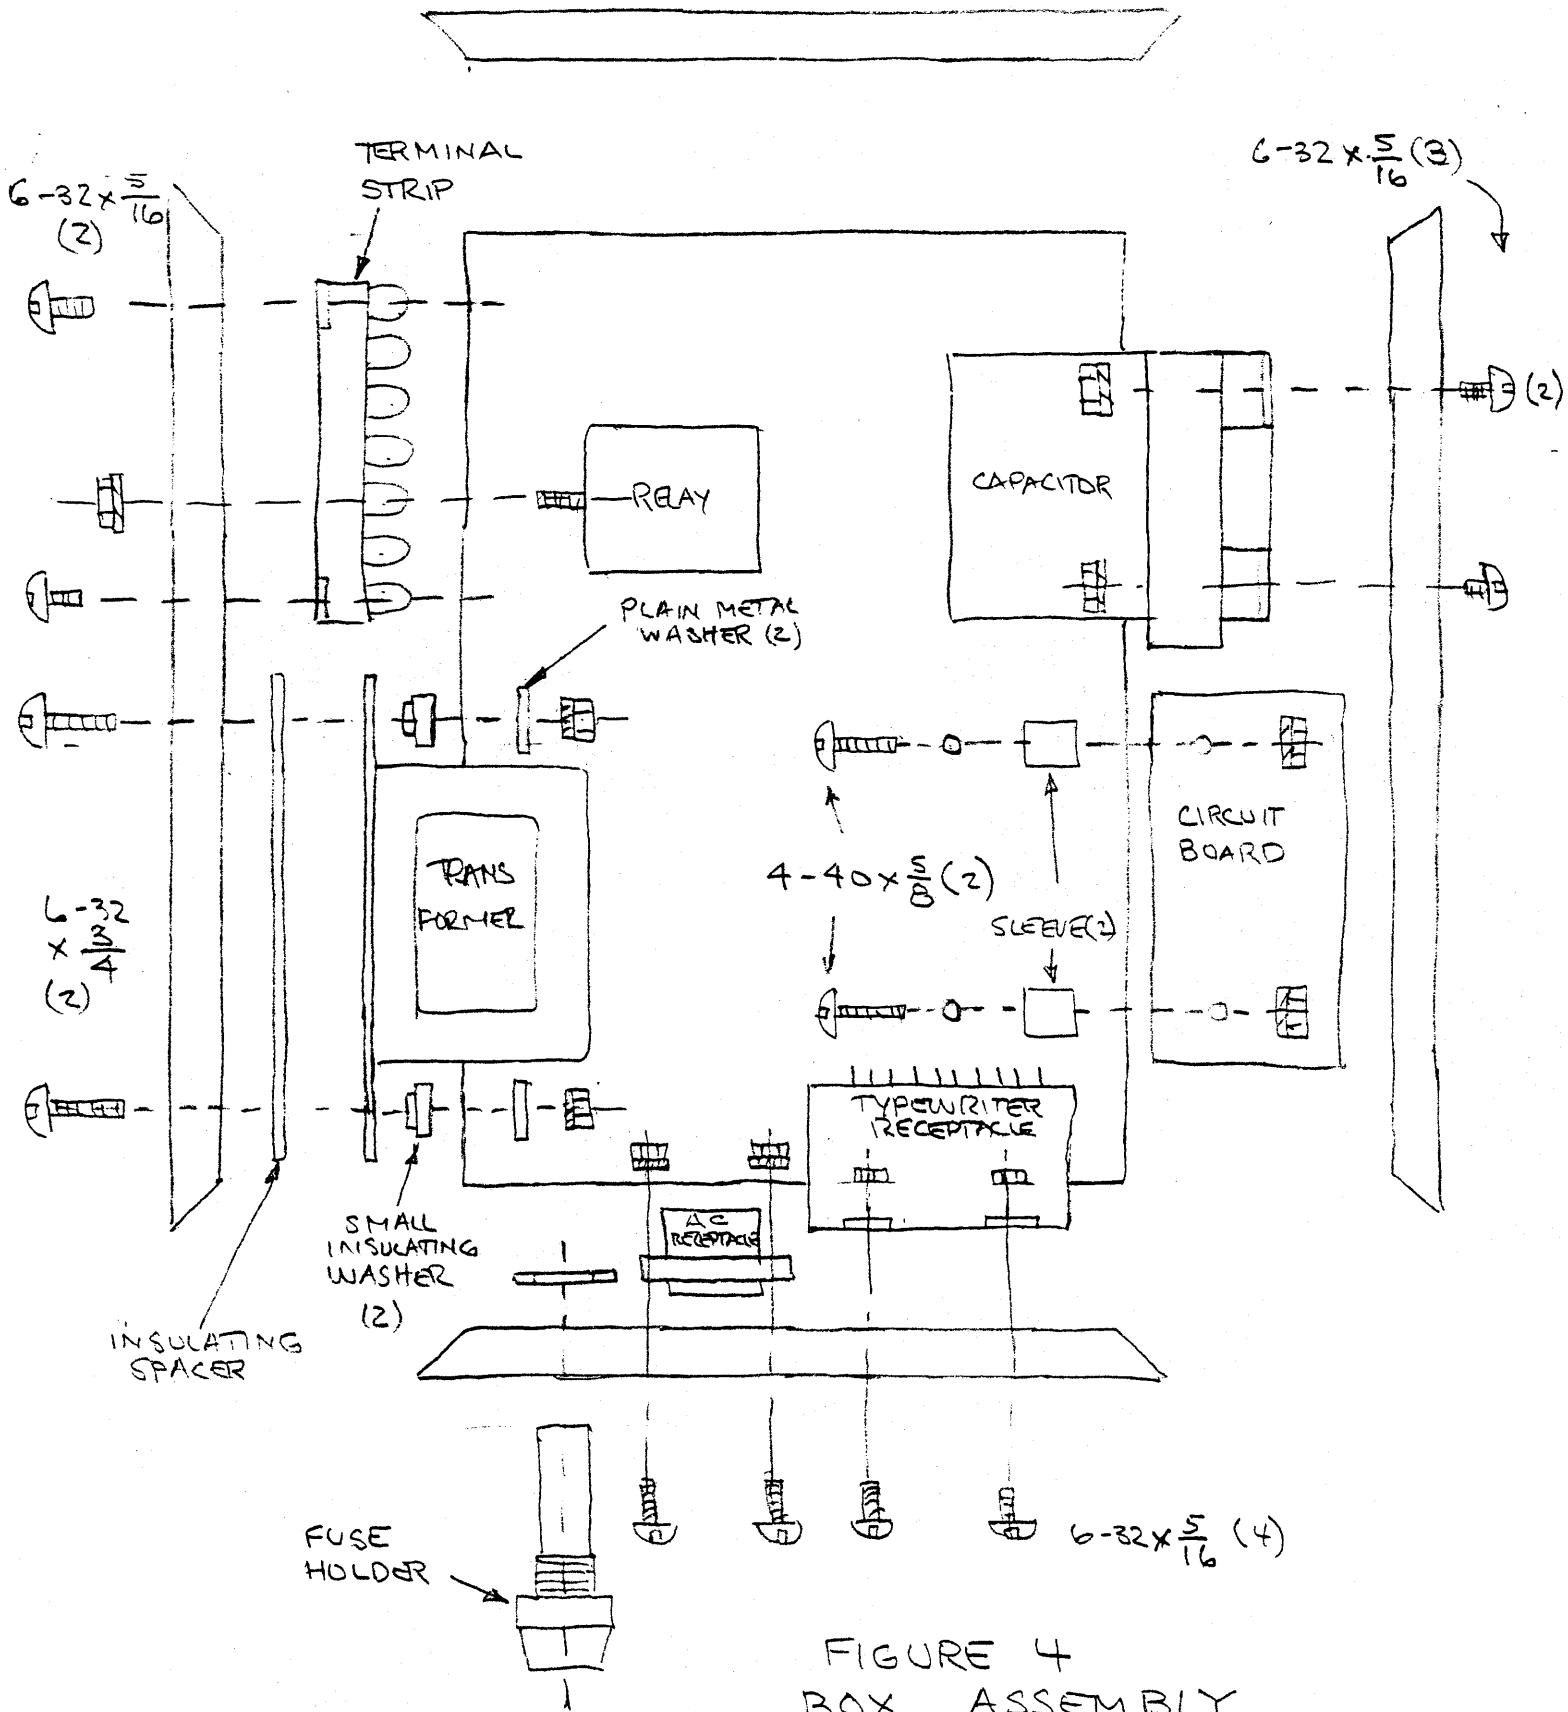 TERMINAL
STRIP
6-32 x 5/16
(2)
6-32 x 5/16 (3)
(2)
RELAY
CAPACITOR
PLAIN METAL
WASHER (2)
TRANS
FORMER
6-32
x 3/4
(2)
4-40 x 5/8 (2)
SLEEVE (2)
CIRCUIT
BOARD
TYPEWRITER
RECEPTACLE
AC
RECEPTACLE
SMALL
INSULATING
WASHER
(2)
INSULATING
SPACER
FUSE
HOLDER
6-32 x 5/16 (4)
FIGURE 4
BOX ASSEMBLY